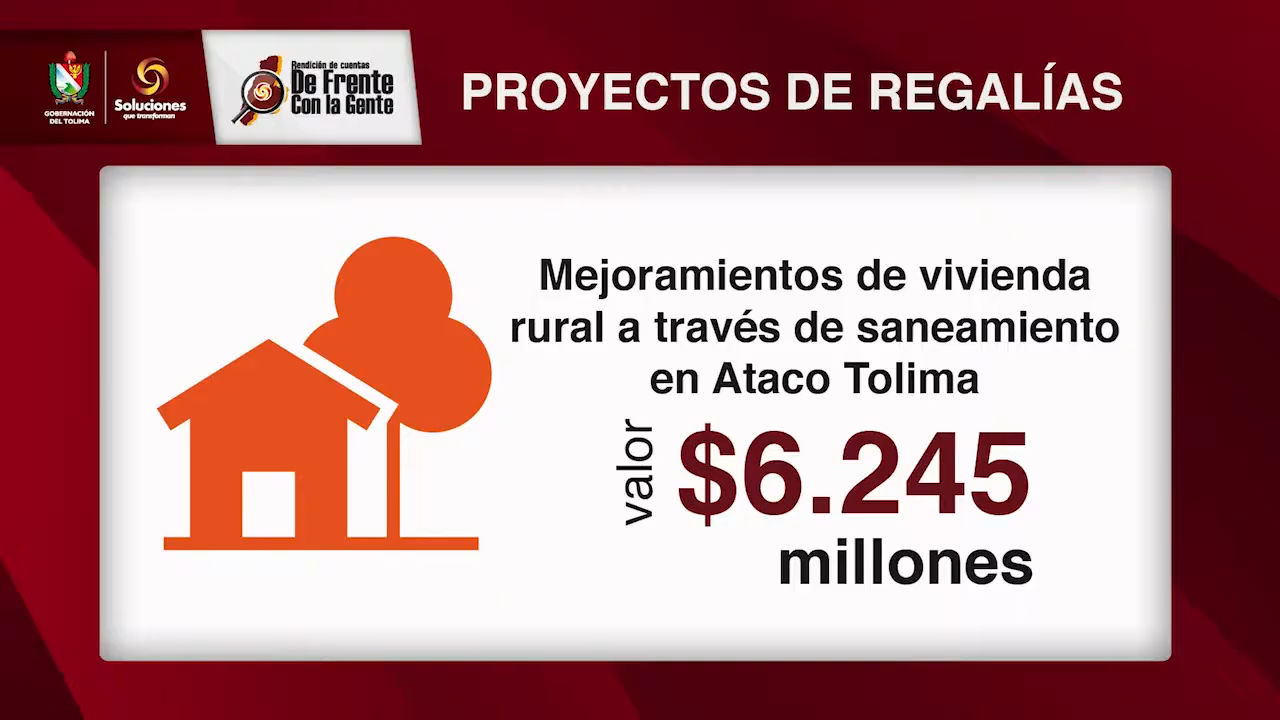 GOBERNACIÓN
DEL TOLIMA
Soluciones
que transforman
Rendición de cuentas
De Frente
Con la Gente
PROYECTOS DE REGALÍAS
Mejoramientos de vivienda
rural a través de saneamiento
en Ataco Tolima
valor
$6.245
millones